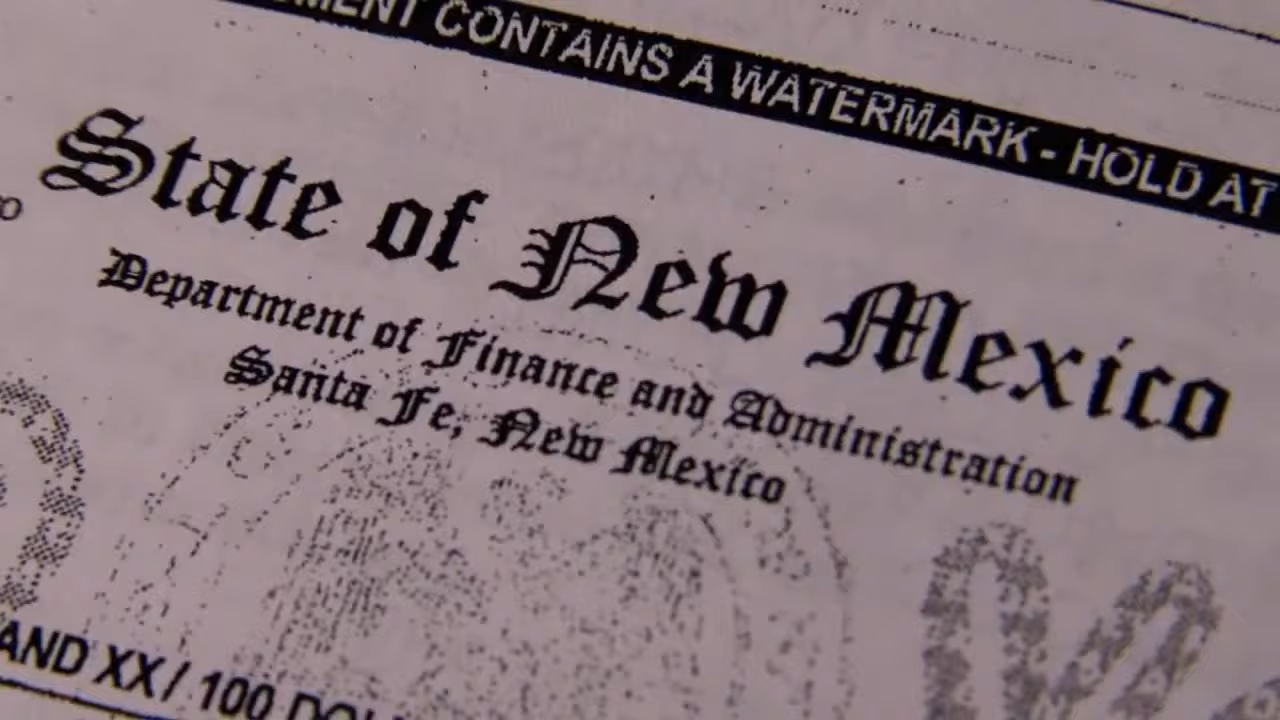 CONTAINS A WATERMARK - HOLD AT
State of New Mexico
Department of Finance and Administration
Santa Fe, New Mexico
AND XX / 100